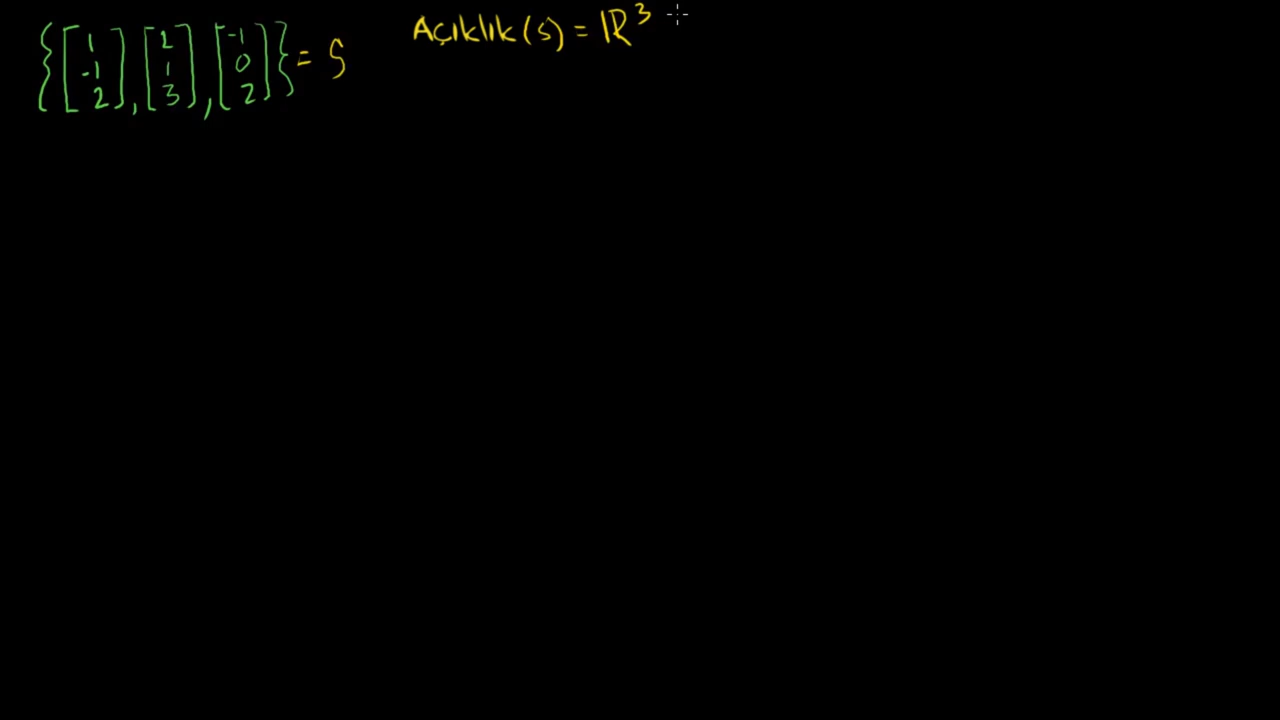 {[1 -1 2], [2 1 3], [-1 0 2]} = S
Açıklık(s) = ℝ³